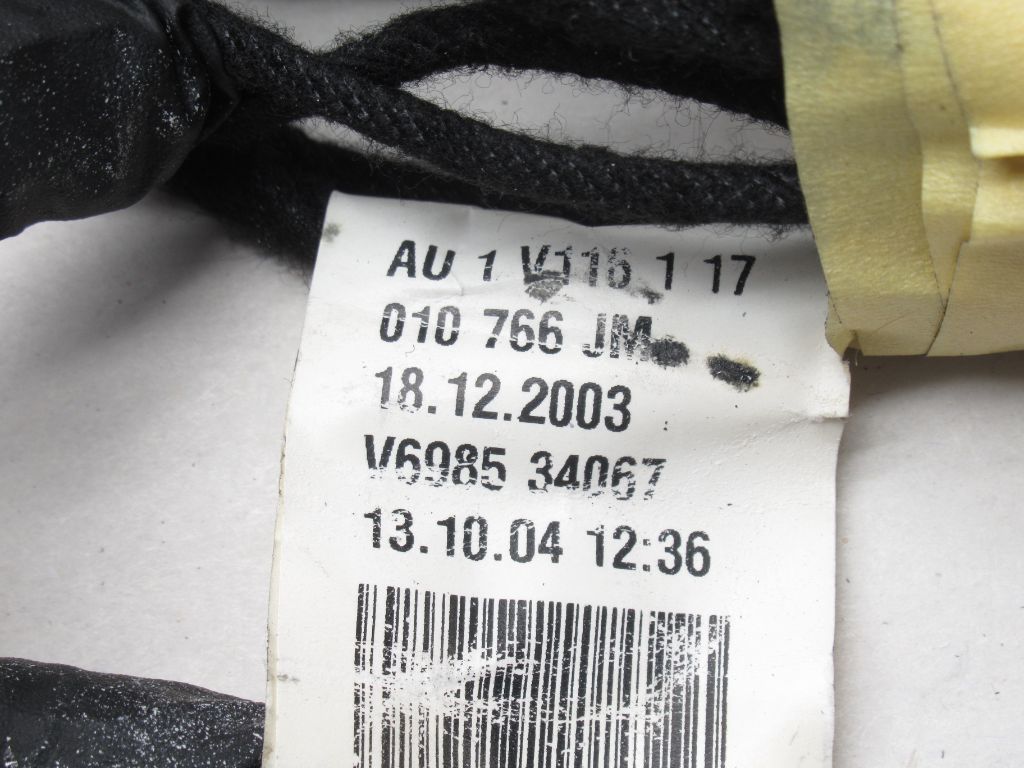 AU 1 V116 1 17
010 766 JM
18.12.2003
V6985 34067
13.10.04 12:36